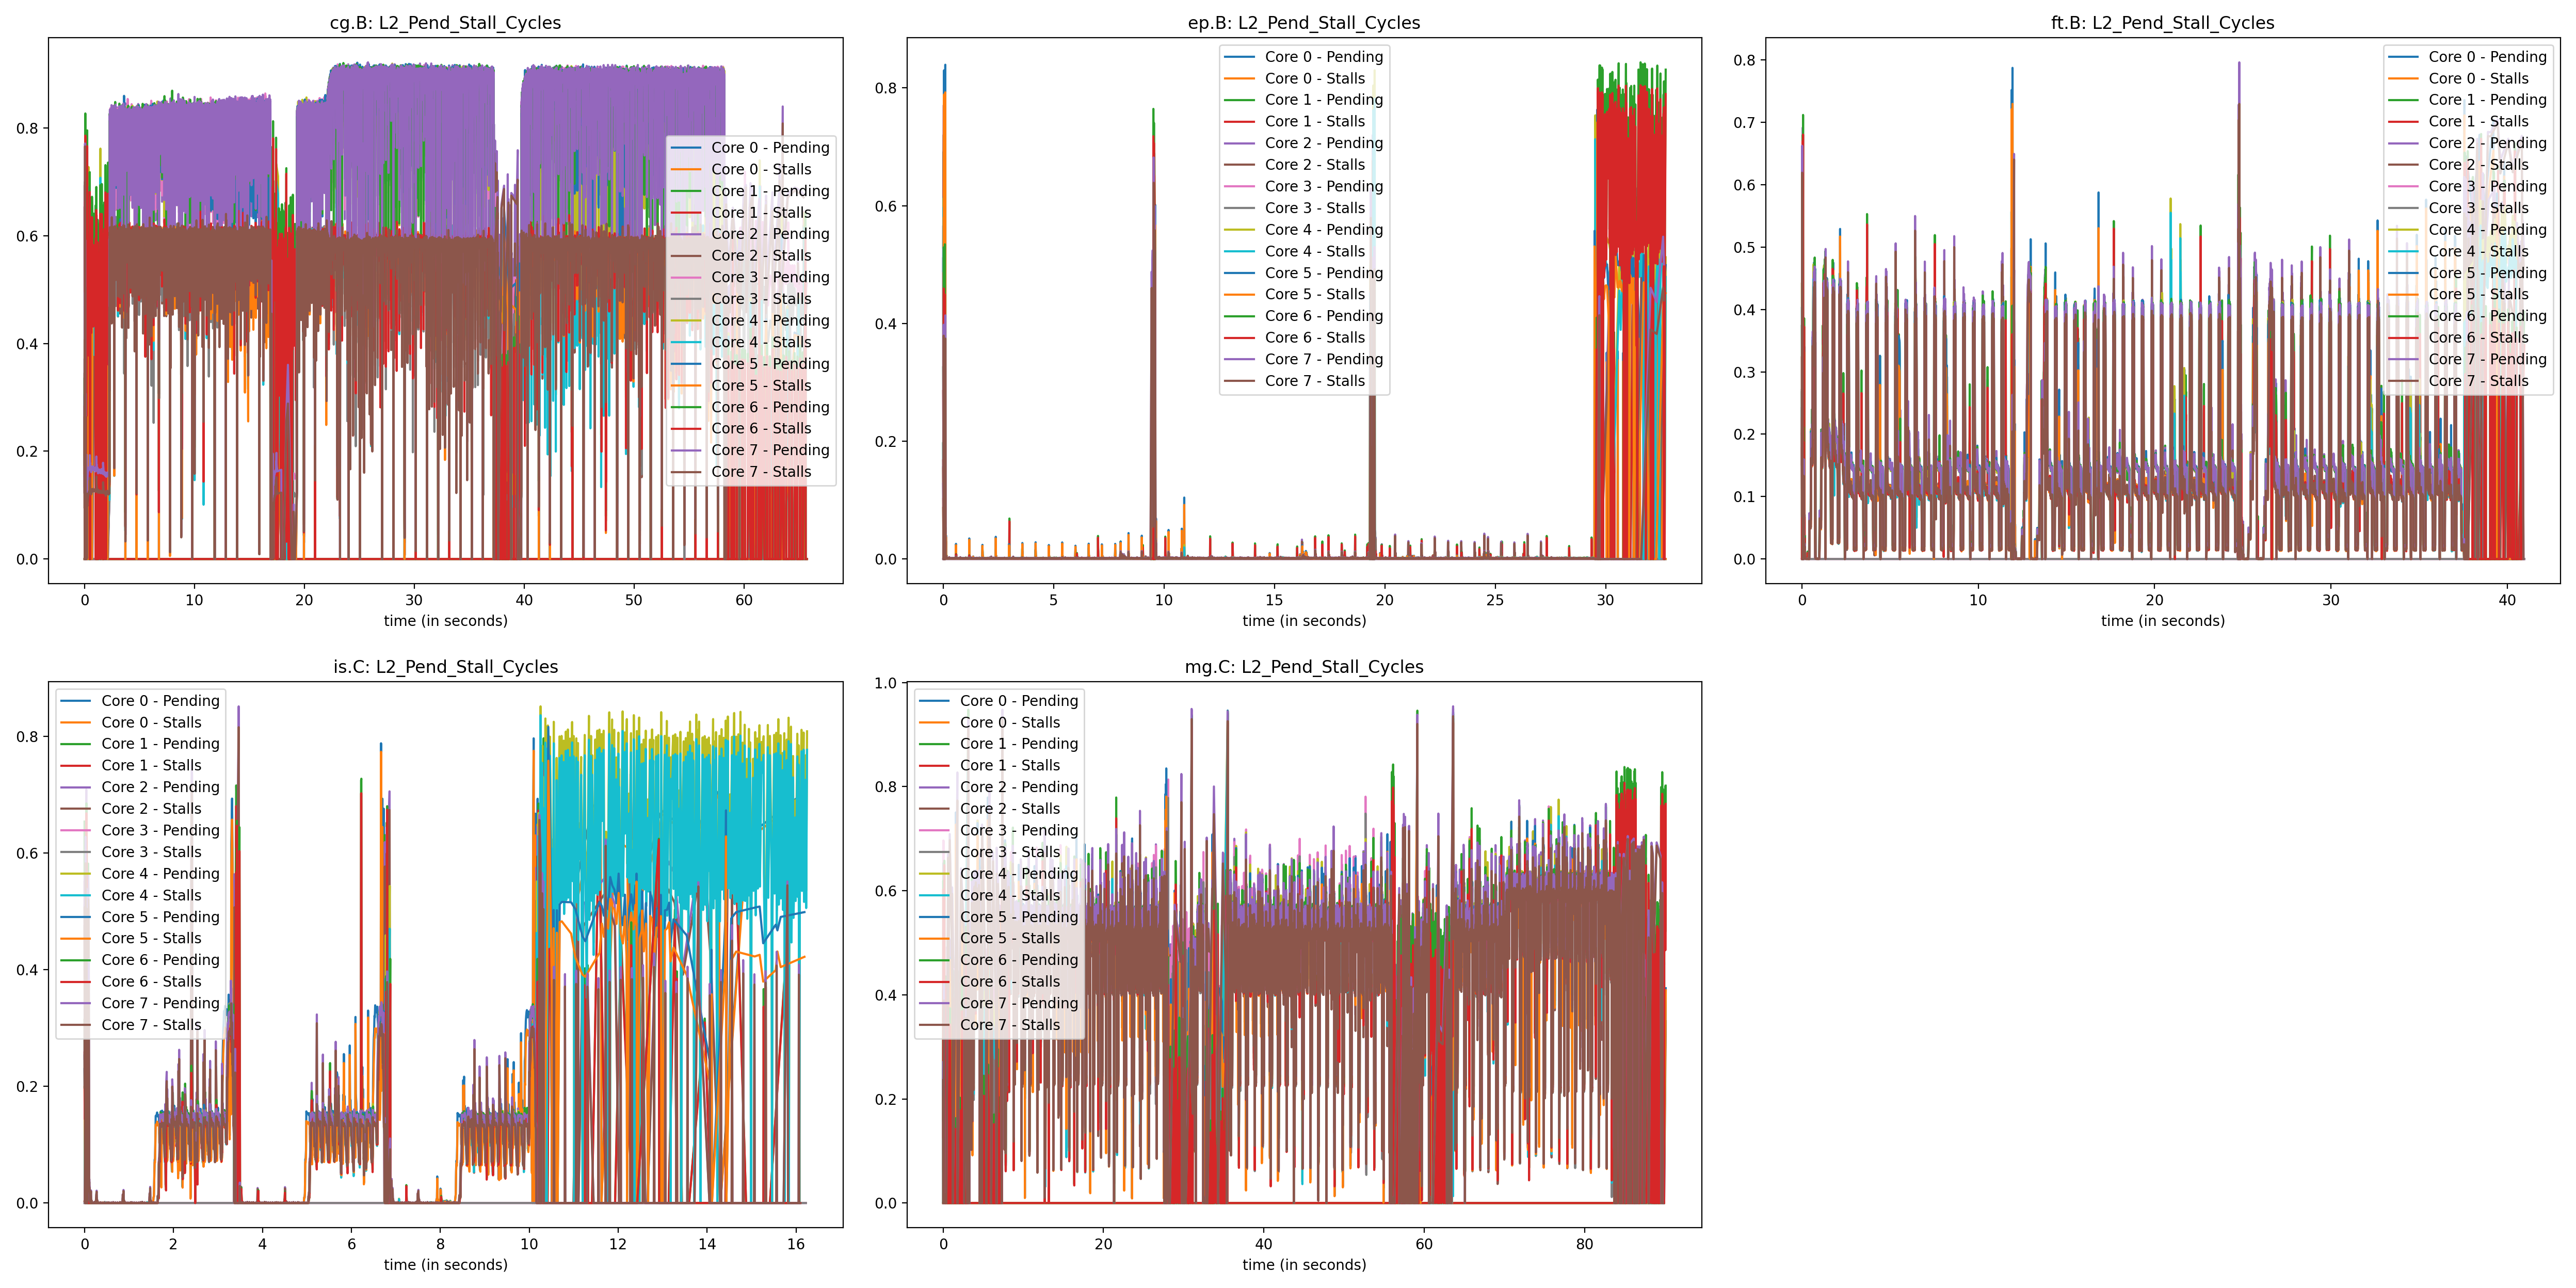 cg.B: L2_Pend_Stall_Cycles
0.8
0.6
0.4
0.2
0.0
0 10 20 30 40 50 60
time (in seconds)
Core 0 - Pending
Core 0 - Stalls
Core 1 - Pending
Core 1 - Stalls
Core 2 - Pending
Core 2 - Stalls
Core 3 - Pending
Core 3 - Stalls
Core 4 - Pending
Core 4 - Stalls
Core 5 - Pending
Core 5 - Stalls
Core 6 - Pending
Core 6 - Stalls
Core 7 - Pending
Core 7 - Stalls
ep.B: L2_Pend_Stall_Cycles
0.8
0.6
0.4
0.2
0.0
0 5 10 15 20 25 30
time (in seconds)
Core 0 - Pending
Core 0 - Stalls
Core 1 - Pending
Core 1 - Stalls
Core 2 - Pending
Core 2 - Stalls
Core 3 - Pending
Core 3 - Stalls
Core 4 - Pending
Core 4 - Stalls
Core 5 - Pending
Core 5 - Stalls
Core 6 - Pending
Core 6 - Stalls
Core 7 - Pending
Core 7 - Stalls
ft.B: L2_Pend_Stall_Cycles
0.8
0.7
0.6
0.5
0.4
0.3
0.2
0.1
0.0
0 10 20 30 40
time (in seconds)
Core 0 - Pending
Core 0 - Stalls
Core 1 - Pending
Core 1 - Stalls
Core 2 - Pending
Core 2 - Stalls
Core 3 - Pending
Core 3 - Stalls
Core 4 - Pending
Core 4 - Stalls
Core 5 - Pending
Core 5 - Stalls
Core 6 - Pending
Core 6 - Stalls
Core 7 - Pending
Core 7 - Stalls
is.C: L2_Pend_Stall_Cycles
0.8
0.6
0.4
0.2
0.0
0 2 4 6 8 10 12 14 16
time (in seconds)
Core 0 - Pending
Core 0 - Stalls
Core 1 - Pending
Core 1 - Stalls
Core 2 - Pending
Core 2 - Stalls
Core 3 - Pending
Core 3 - Stalls
Core 4 - Pending
Core 4 - Stalls
Core 5 - Pending
Core 5 - Stalls
Core 6 - Pending
Core 6 - Stalls
Core 7 - Pending
Core 7 - Stalls
mg.C: L2_Pend_Stall_Cycles
1.0
0.8
0.6
0.4
0.2
0.0
0 20 40 60 80
time (in seconds)
Core 0 - Pending
Core 0 - Stalls
Core 1 - Pending
Core 1 - Stalls
Core 2 - Pending
Core 2 - Stalls
Core 3 - Pending
Core 3 - Stalls
Core 4 - Pending
Core 4 - Stalls
Core 5 - Pending
Core 5 - Stalls
Core 6 - Pending
Core 6 - Stalls
Core 7 - Pending
Core 7 - Stalls